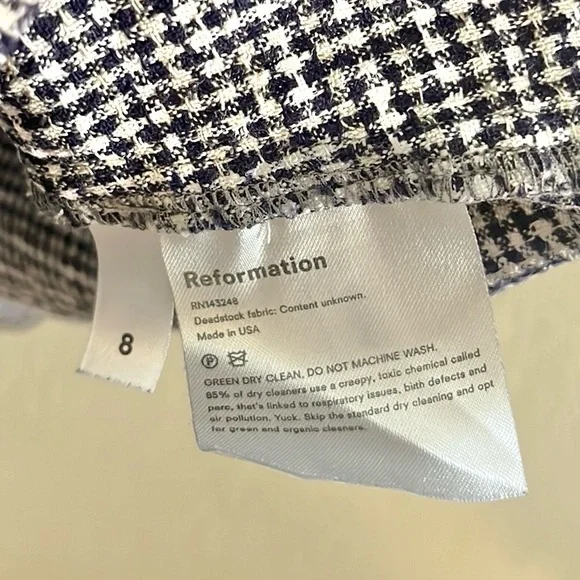 Reformation
RN143248
Deadstock fabric: Content unknown.
Made in USA
8
P
GREEN DRY CLEAN, DO NOT MACHINE WASH.
85% of dry cleaners use a creepy, toxic chemical called
perc, that's linked to respiratory issues, birth defects and
air pollution. Yuck. Skip the standard dry cleaning and opt
for green and organic cleaners.